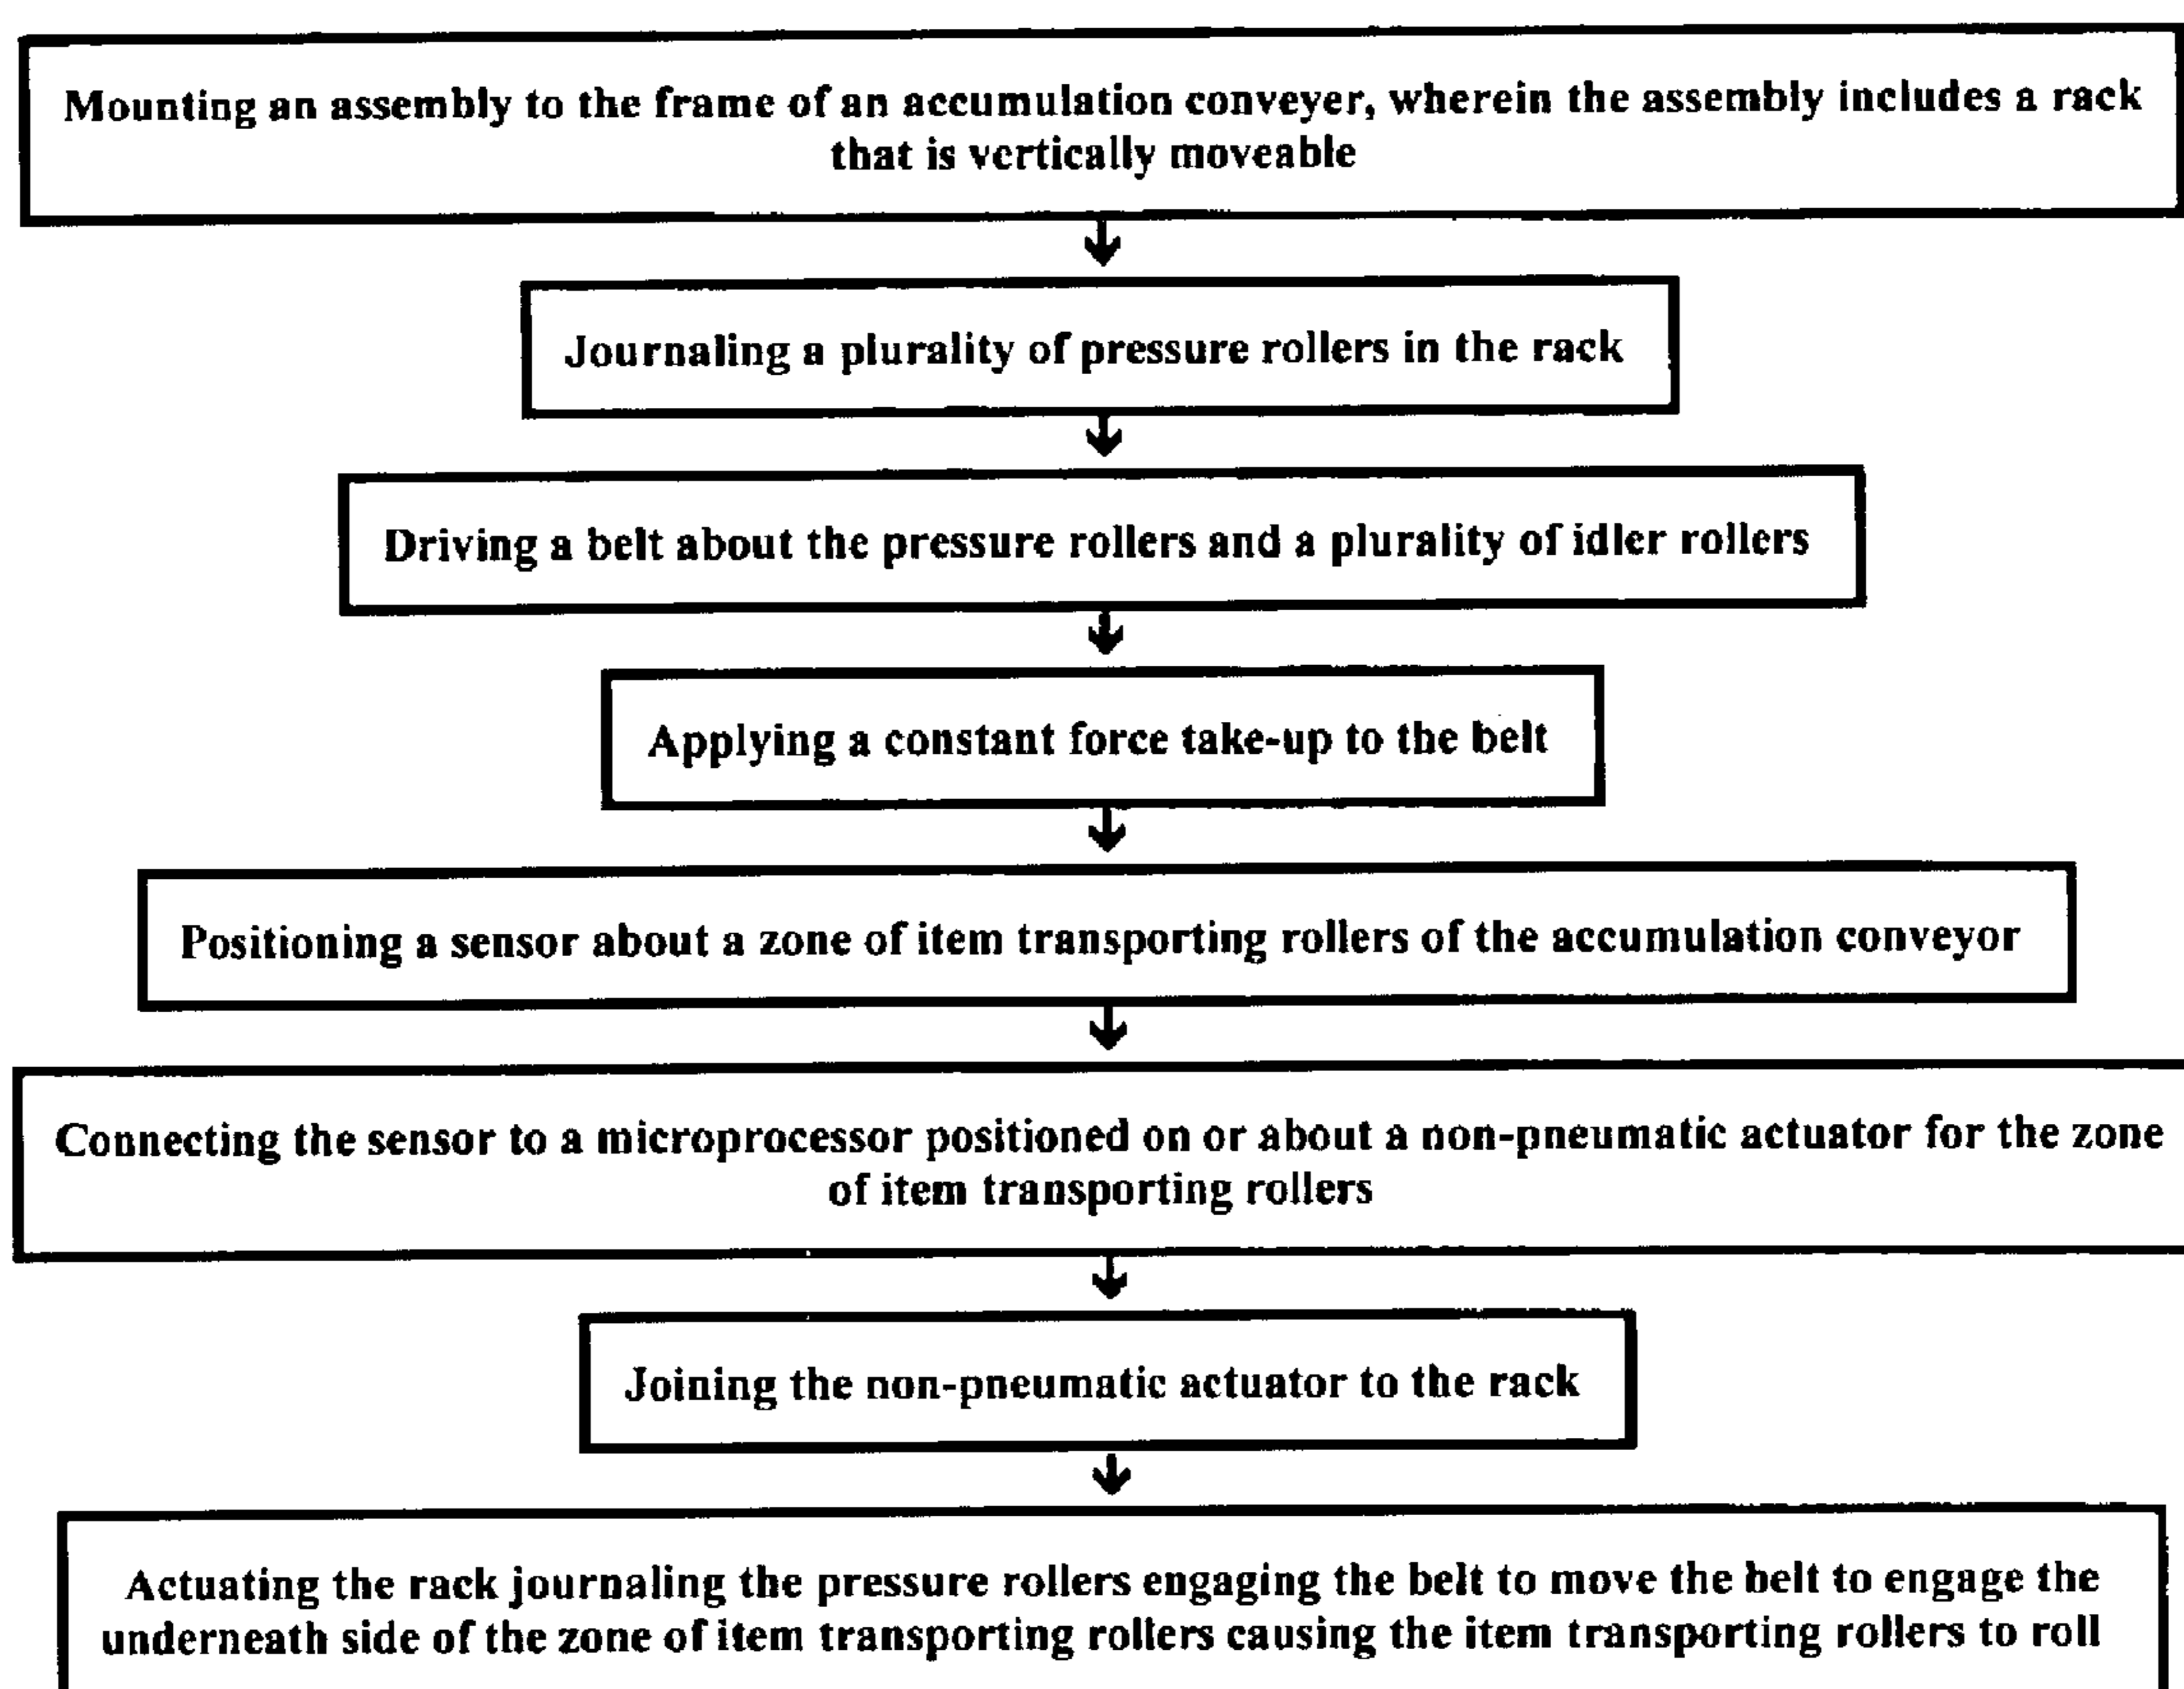 Mounting an assembly to the frame of an accumulation conveyer, wherein the assembly includes a rack
that is vertically moveable
Journaling a plurality of pressure rollers in the rack
Driving a belt about the pressure rollers and a plurality of idler rollers
Applying a constant force take-up to the belt
Positioning a sensor about a zone of item transporting rollers of the accumulation conveyor
Connecting the sensor to a microprocessor positioned on or about a non-pneumatic actuator for the zone
of item transporting rollers
Joining the non-pneumatic actuator to the rack
Actuating the rack journaling the pressure rollers engaging the belt to move the belt to engage the
underneath side of the zone of item transporting rollers causing the item transporting rollers to roll